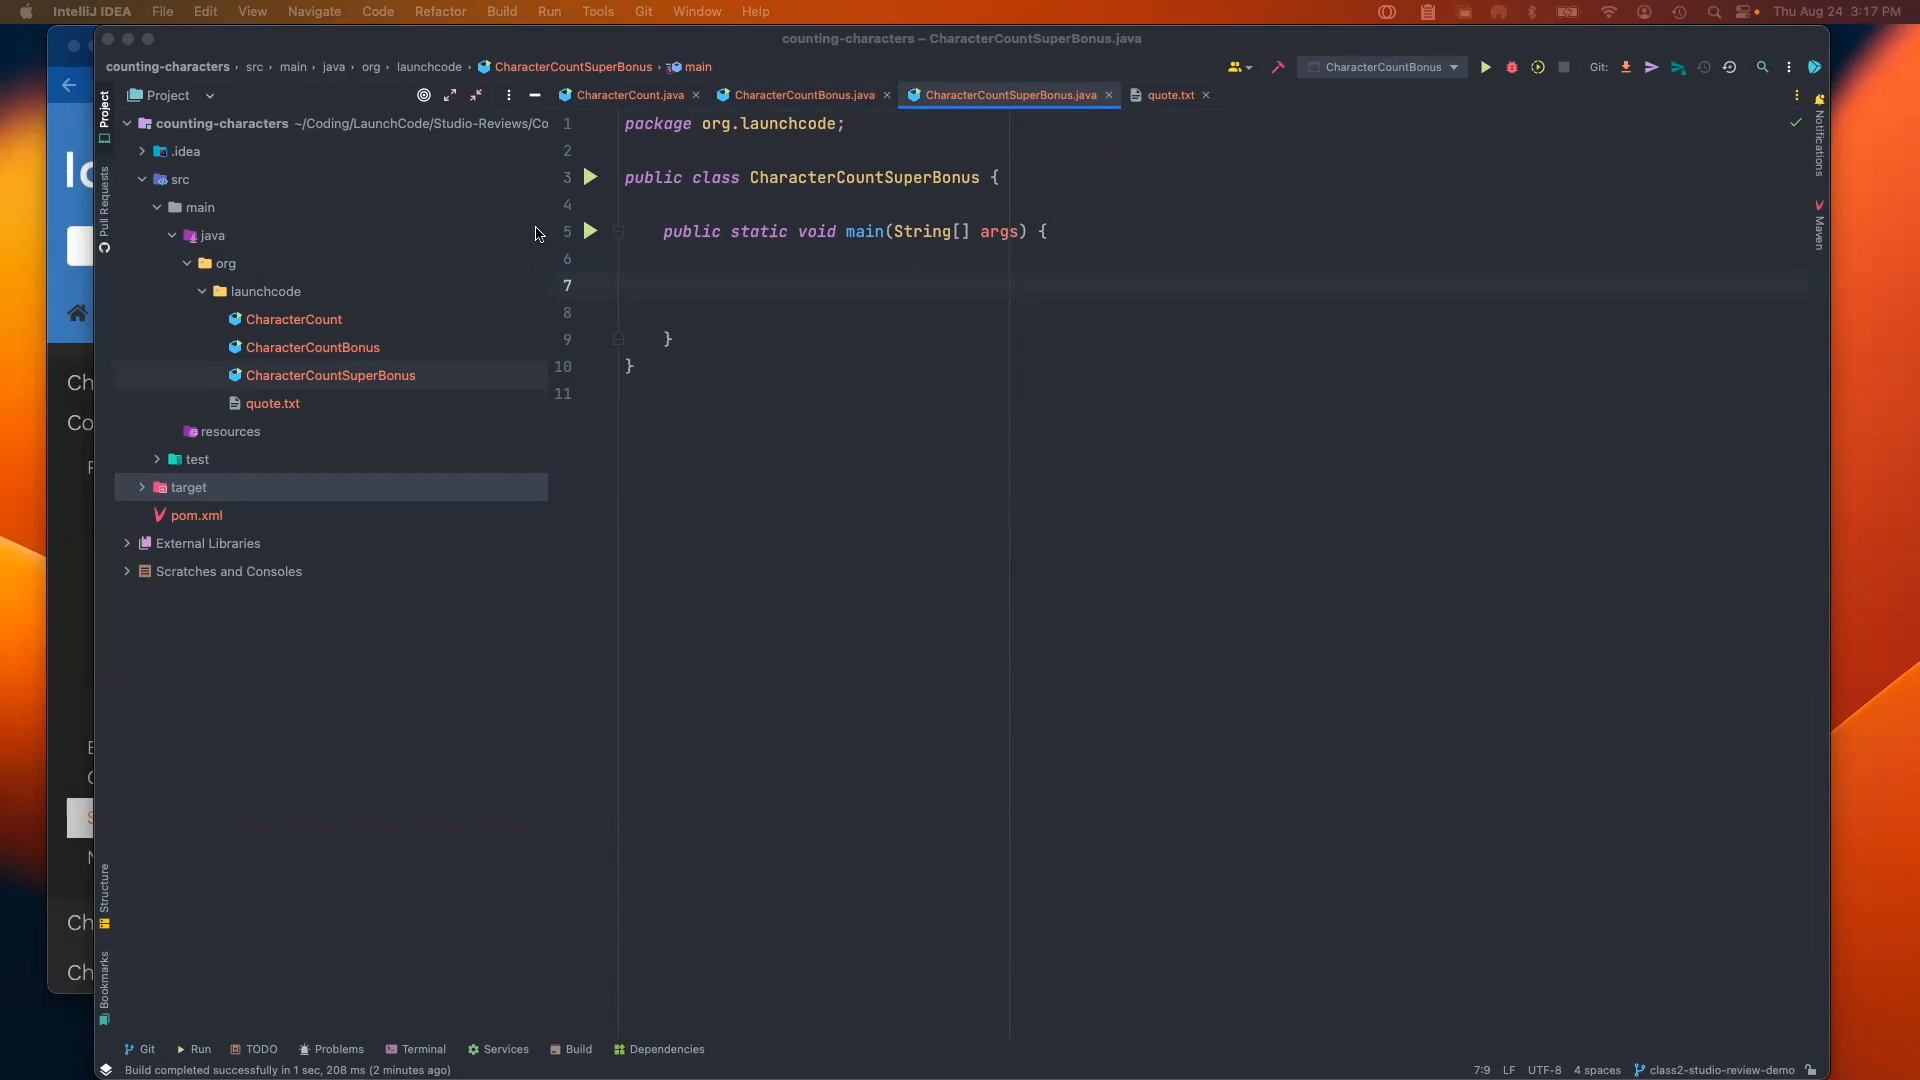 IntelliJ IDEA File Edit View Navigate Code Refactor Build Run Tools Git Window Help Thu Aug 24 3:17 PM
counting-characters – CharacterCountSuperBonus.java
counting-characters › src › main › java › org › launchcode › CharacterCountSuperBonus › main
CharacterCountBonus
Git:
Project
CharacterCount.java
CharacterCountBonus.java
CharacterCountSuperBonus.java
quote.txt
counting-characters ~/Coding/LaunchCode/Studio-Reviews/Co
.idea
src
main
java
org
launchcode
CharacterCount
CharacterCountBonus
CharacterCountSuperBonus
quote.txt
resources
test
target
pom.xml
External Libraries
Scratches and Consoles
1 package org.launchcode;
2
3 public class CharacterCountSuperBonus {
4
5 public static void main(String[] args) {
6
7
8
9 }
10 }
11
Project
Pull Requests
Structure
Bookmarks
Notifications
Maven
Ch
Co
Ch
Ch
Git Run TODO Problems Terminal Services Build Dependencies
Build completed successfully in 1 sec, 208 ms (2 minutes ago)
7:9 LF UTF-8 4 spaces class2-studio-review-demo